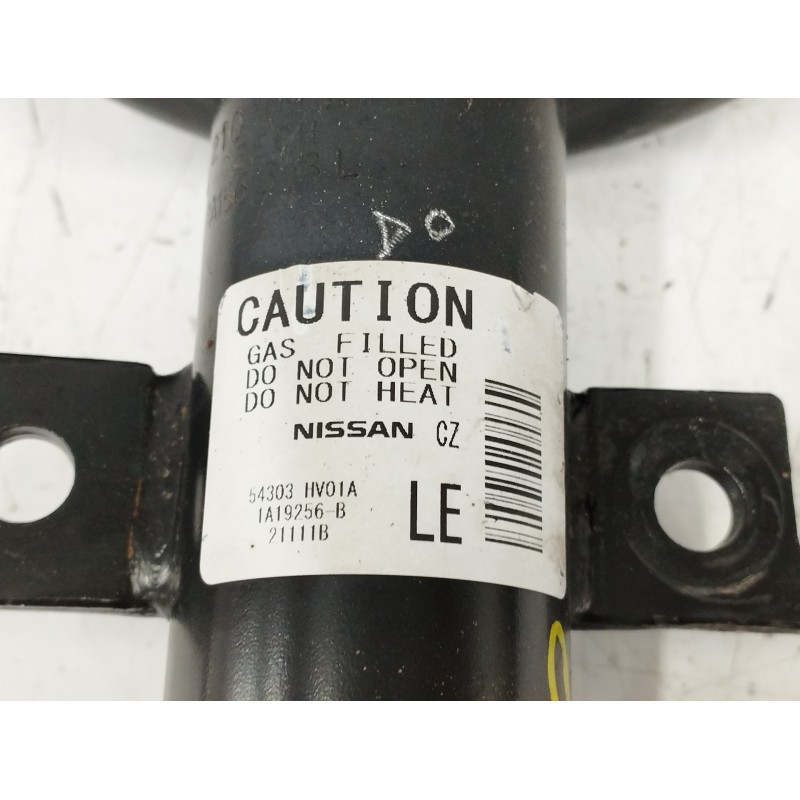 CAUTION
GAS FILLED
DO NOT OPEN
DO NOT HEAT
NISSAN CZ
54303 HV01A
1A19256-B
21111B
LE